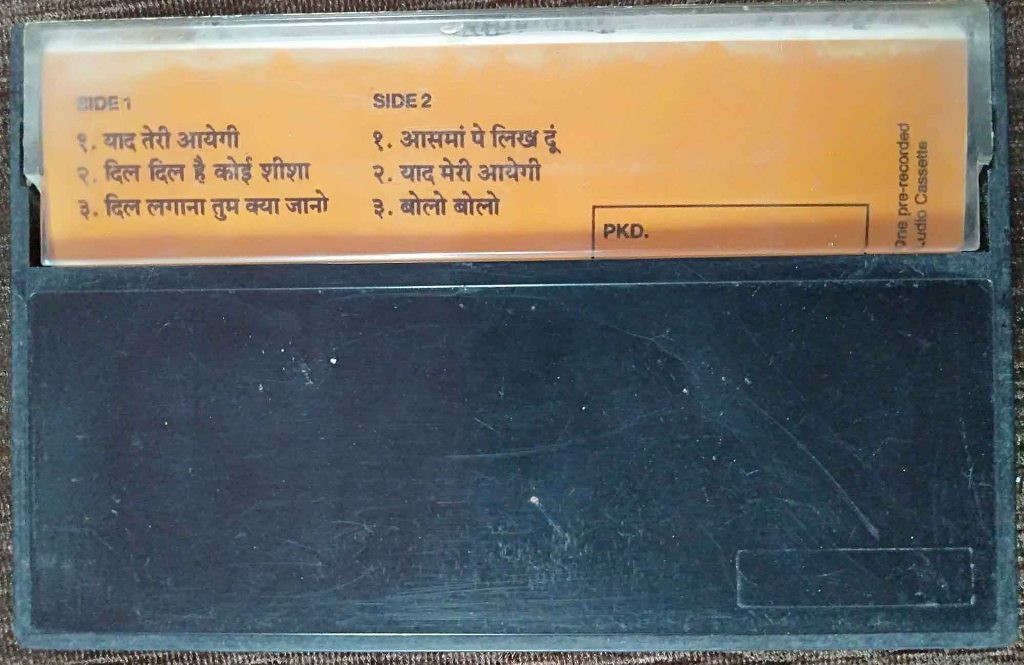 SIDE 1
१. याद तेरी आयेगी
२. दिल दिल है कोई शीशा
३. दिल लगाना तुम क्या जानो
SIDE 2
१. आसमां पे लिख दूं
२. याद मेरी आयेगी
३. बोलो बोलो
PKD.
One pre-recorded
Audio Cassette